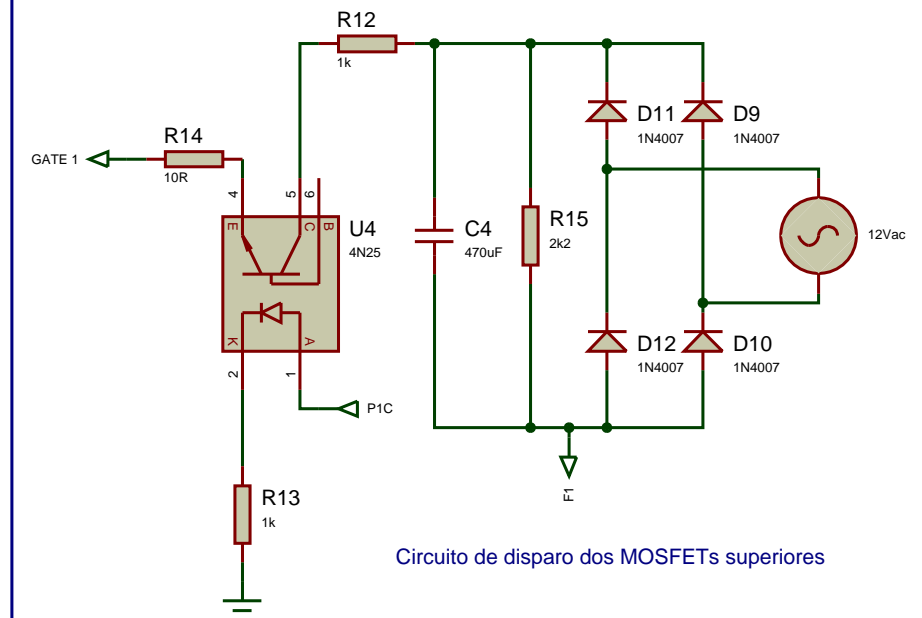 R12
1k
D11
1N4007
D9
1N4007
R14
10R
GATE 1
4
5
6
E
C
B
U4
4N25
K
A
2
1
P1C
C4
470uF
R15
2k2
12Vac
D12
1N4007
D10
1N4007
F1
R13
1k
Circuito de disparo dos MOSFETs superiores